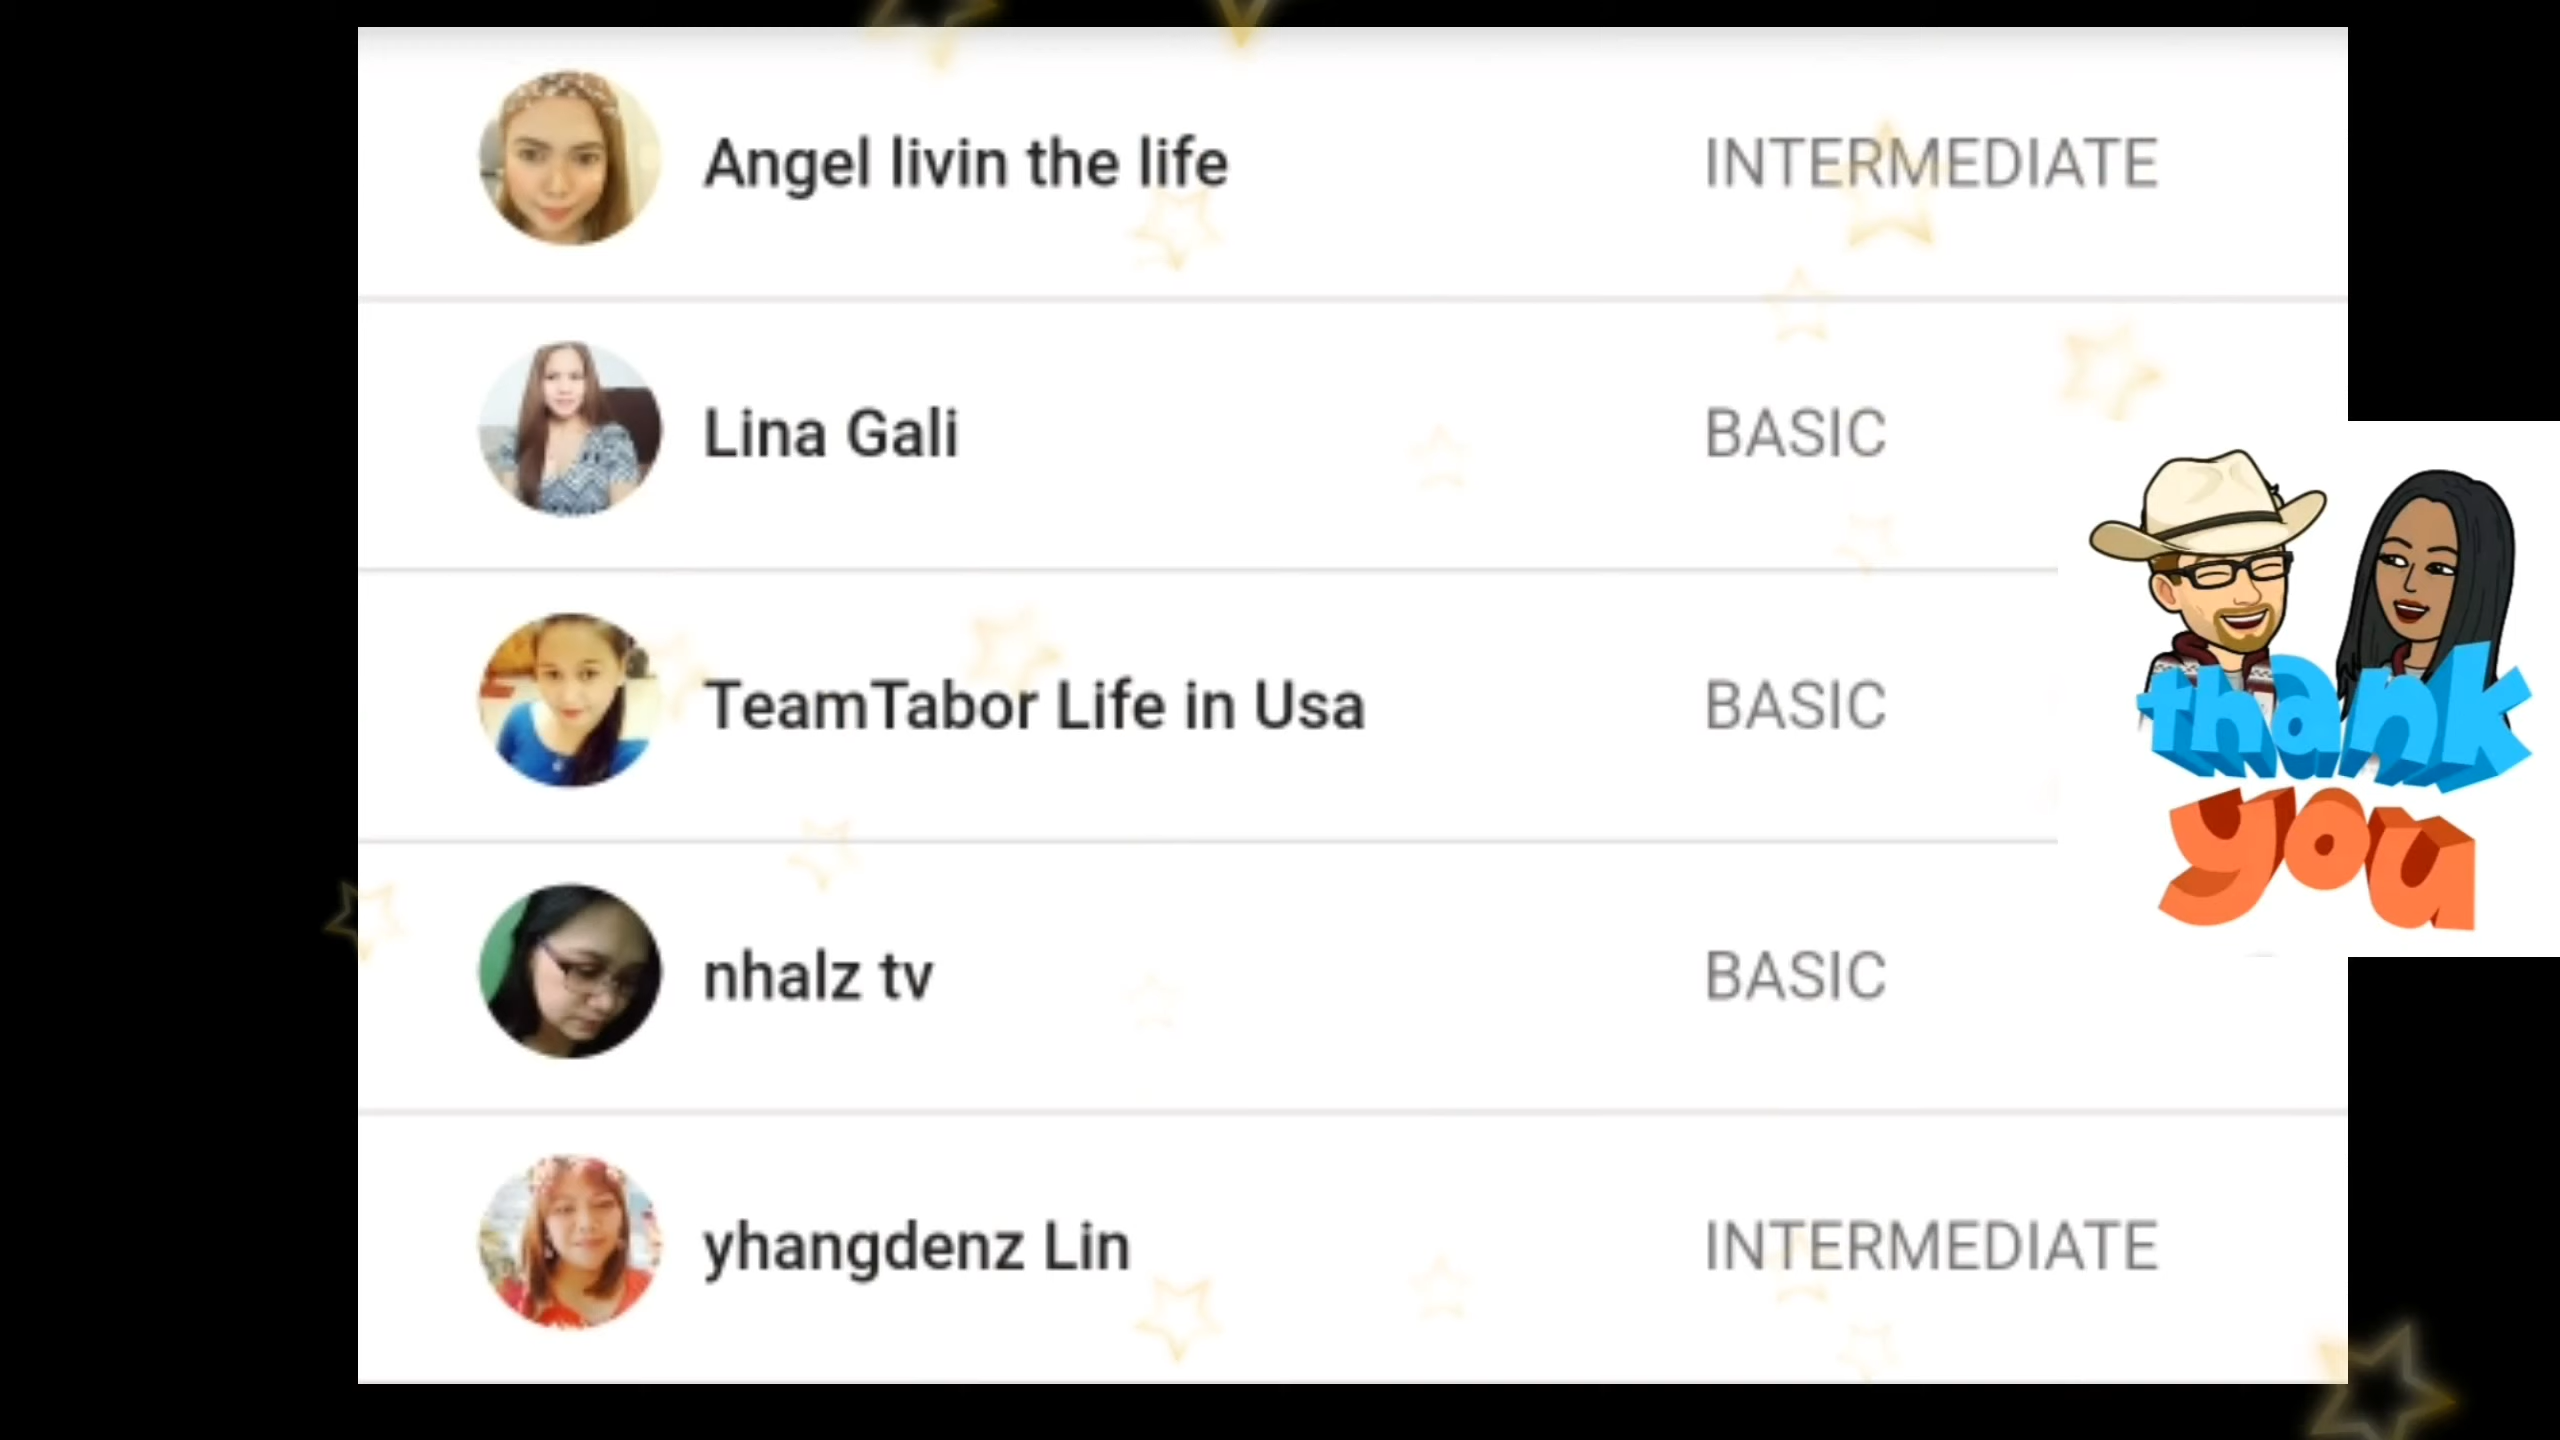 Angel livin the life INTERMEDIATE
Lina Gali BASIC
TeamTabor Life in Usa BASIC
nhalz tv BASIC
yhangdenz Lin INTERMEDIATE
thank
you